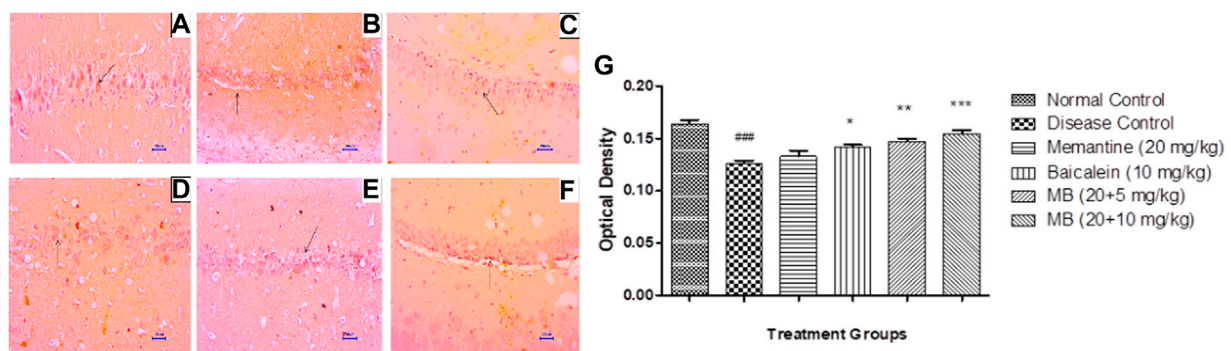 A
B
C
D
E
F
G
0.20
0.15
0.10
0.05
0.00
Optical Density
###
*
**
***
Treatment Groups
Normal Control
Disease Control
Memantine (20 mg/kg)
Baicalein (10 mg/kg)
MB (20+5 mg/kg)
MB (20+10 mg/kg)